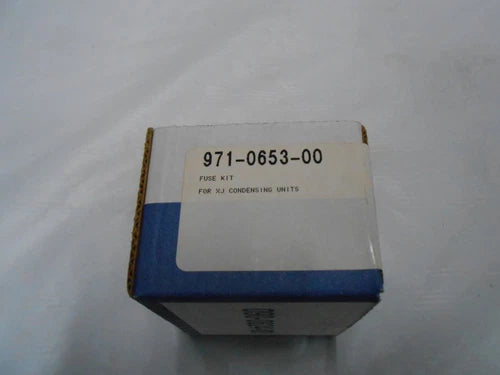 971-0653-00
FUSE KIT
FOR XJ CONDENSING UNITS